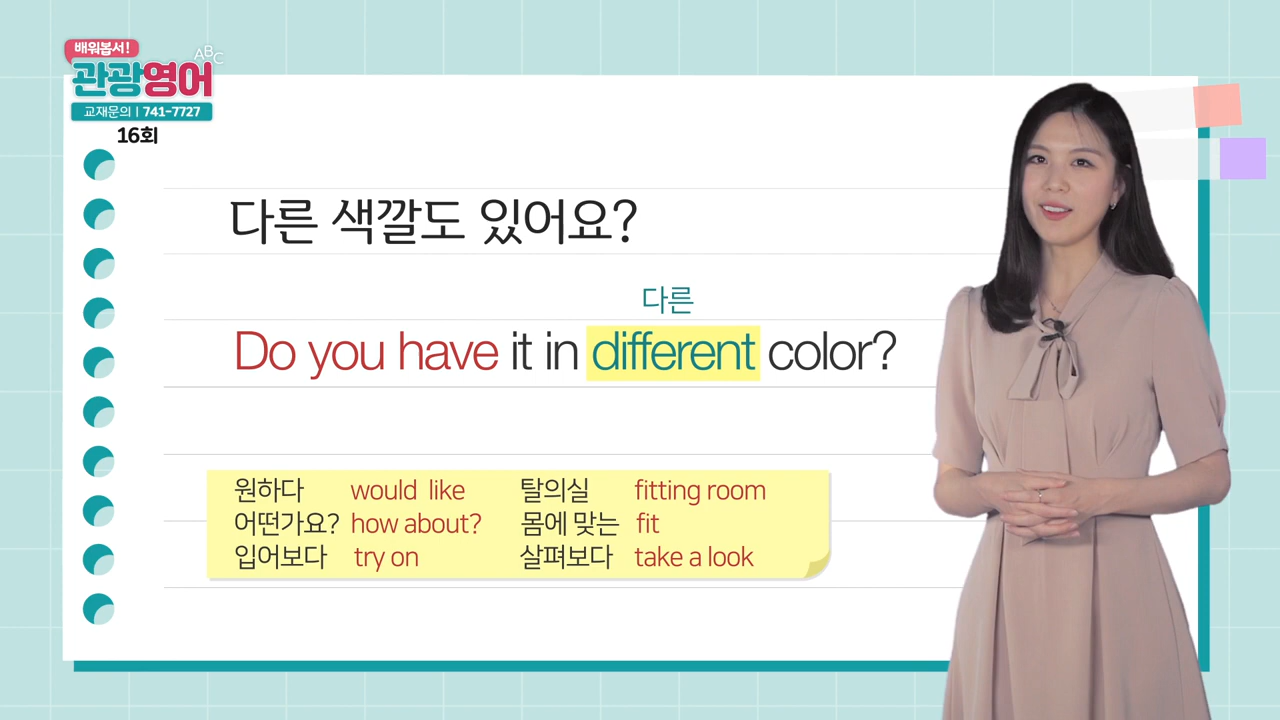 배워봅서!
ABC
관광영어
교재문의 | 741-7727
16회
다른 색깔도 있어요?
다른
Do you have it in different color?
원하다 would like 탈의실 fitting room
어떤가요? how about? 몸에 맞는 fit
입어보다 try on 살펴보다 take a look